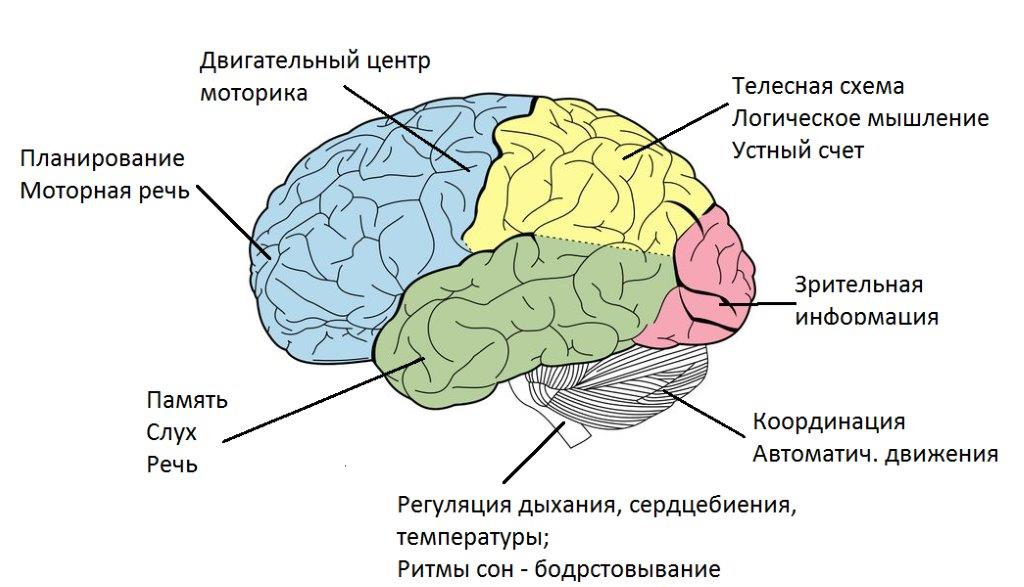 Двигательный центр
моторика
Телесная схема
Логическое мышление
Устный счет
Планирование
Моторная речь
Зрительная
информация
Память
Слух
Речь
Координация
Автоматич. движения
Регуляция дыхания, сердцебиения,
температуры;
Ритмы сон - бодрстовывание